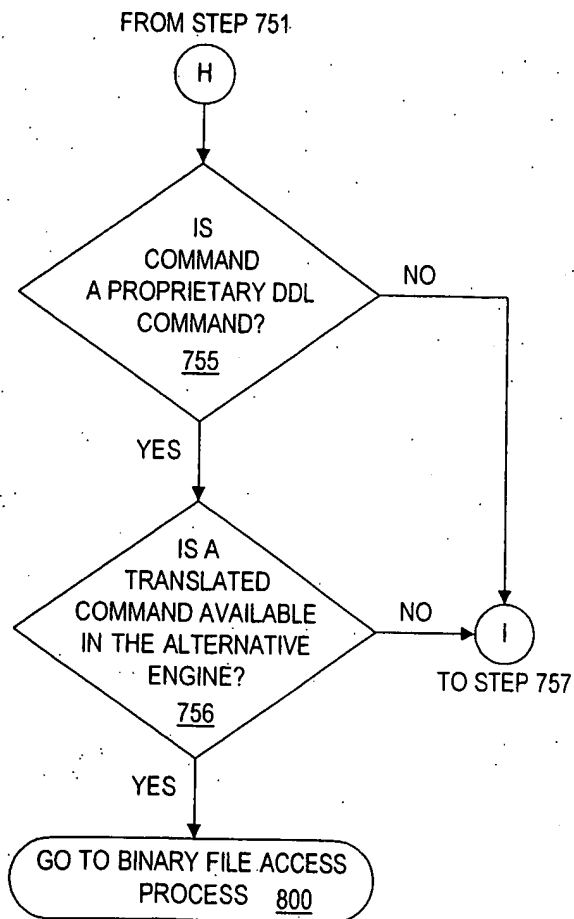 FROM STEP 751
H
IS
COMMAND
A PROPRIETARY DDL
COMMAND?
755
NO
YES
IS A
TRANSLATED
COMMAND AVAILABLE
IN THE ALTERNATIVE
ENGINE?
756
NO
I
TO STEP 757
YES
GO TO BINARY FILE ACCESS
PROCESS 800